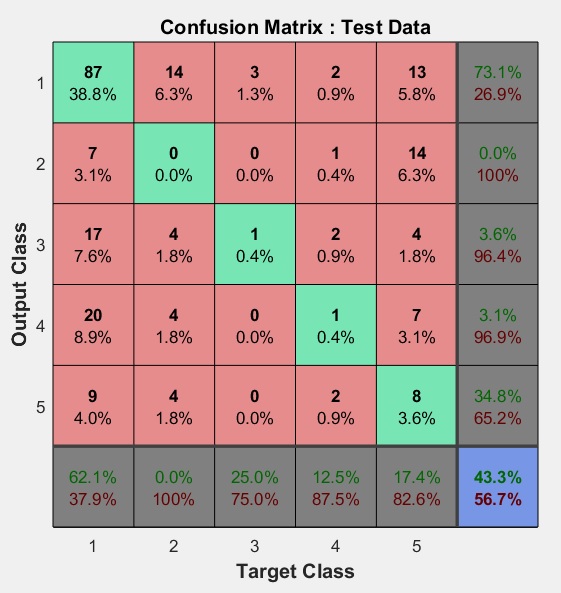 Confusion Matrix : Test Data
87 14 3 2 13 73.1%
1
38.8% 6.3% 1.3% 0.9% 5.8% 26.9%
7 0 0 1 14 0.0%
2
3.1% 0.0% 0.0% 0.4% 6.3% 100%
17 4 1 2 4 3.6%
3
7.6% 1.8% 0.4% 0.9% 1.8% 96.4%
20 4 0 1 7 3.1%
4
8.9% 1.8% 0.0% 0.4% 3.1% 96.9%
9 4 0 2 8 34.8%
5
4.0% 1.8% 0.0% 0.9% 3.6% 65.2%
62.1% 0.0% 25.0% 12.5% 17.4% 43.3%
37.9% 100% 75.0% 87.5% 82.6% 56.7%
1 2 3 4 5
Target Class
Output Class